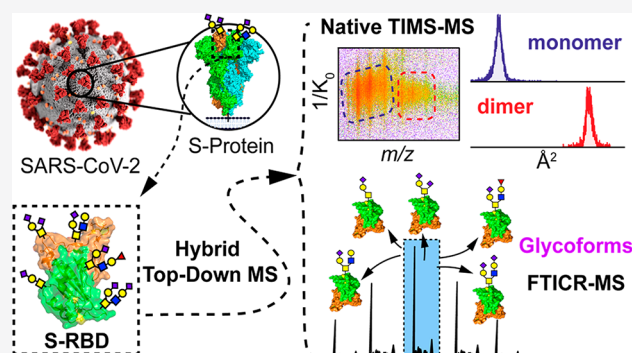 SARS-CoV-2
S-Protein
S-RBD
Hybrid
Top-Down MS
Native TIMS-MS
1/K₀
m/z
monomer
dimer
Å²
Glycoforms
FTICR-MS